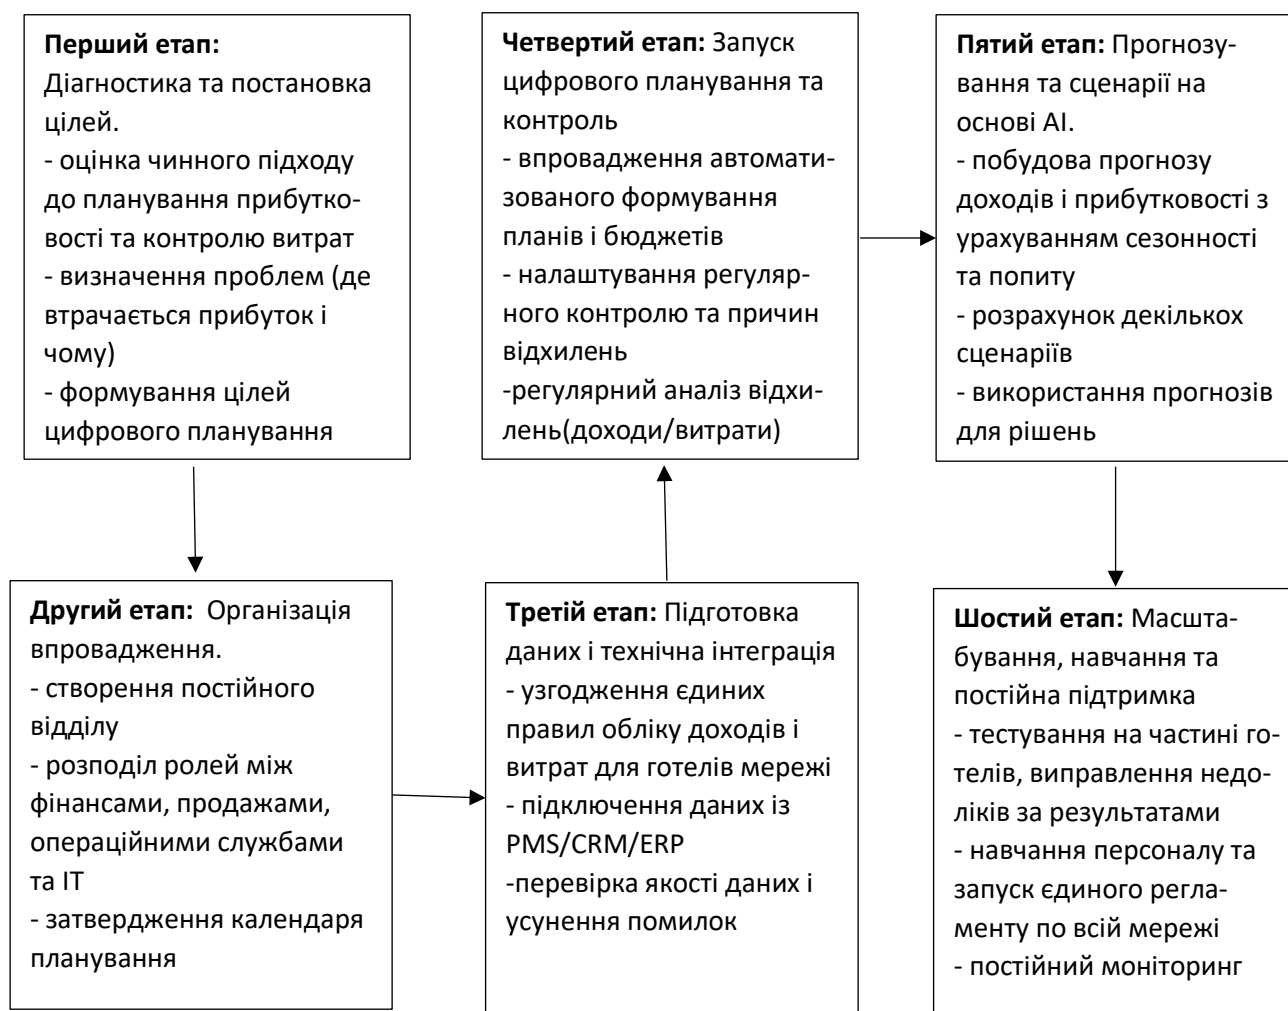 Перший етап:
Діагностика та постановка
цілей.
- оцінка чинного підходу
до планування прибутко-
вості та контролю витрат
- визначення проблем (де
втрачається прибуток і
чому)
- формування цілей
цифрового планування
Другий етап:  Організація
впровадження.
- створення постійного
відділу
- розподіл ролей між
фінансами, продажами,
операційними службами
та ІТ
- затвердження календаря
планування
Третій етап: Підготовка
даних і технічна інтеграція
- узгодження єдиних
правил обліку доходів і
витрат для готелів мережі
- підключення даних із
PMS/CRM/ERP
-перевірка якості даних і
усунення помилок
Четвертий етап: Запуск
цифрового планування та
контроль
- впровадження автомати-
зованого формування
планів і бюджетів
- налаштування регуляр-
ного контролю та причин
відхилень
-регулярний аналіз відхи-
лень(доходи/витрати)
Пятий етап: Прогнозу-
вання та сценарії на
основі AI.
- побудова прогнозу
доходів і прибутковості з
урахуванням сезонності
та попиту
- розрахунок декількох
сценаріїв
- використання прогнозів
для рішень
Шостий етап: Масшта-
бування, навчання та
постійна підтримка
- тестування на частині го-
телів, виправлення недо-
ліків за результатами
- навчання персоналу та
запуск єдиного регла-
менту по всій мережі
- постійний моніторинг